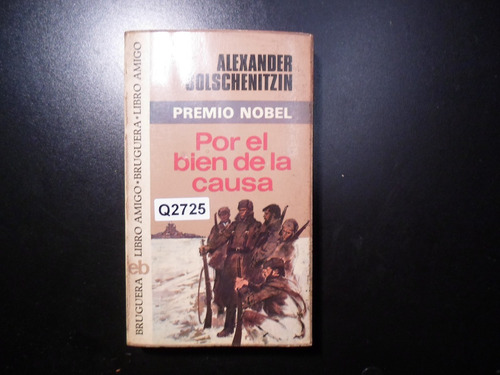 ALEXANDER
SOLSCHENITZIN
PREMIO NOBEL
Por el
bien de la
causa
Q2725
BRUGUERA • LIBRO AMIGO • BRUGUERA • LIBRO AMIGO
eb